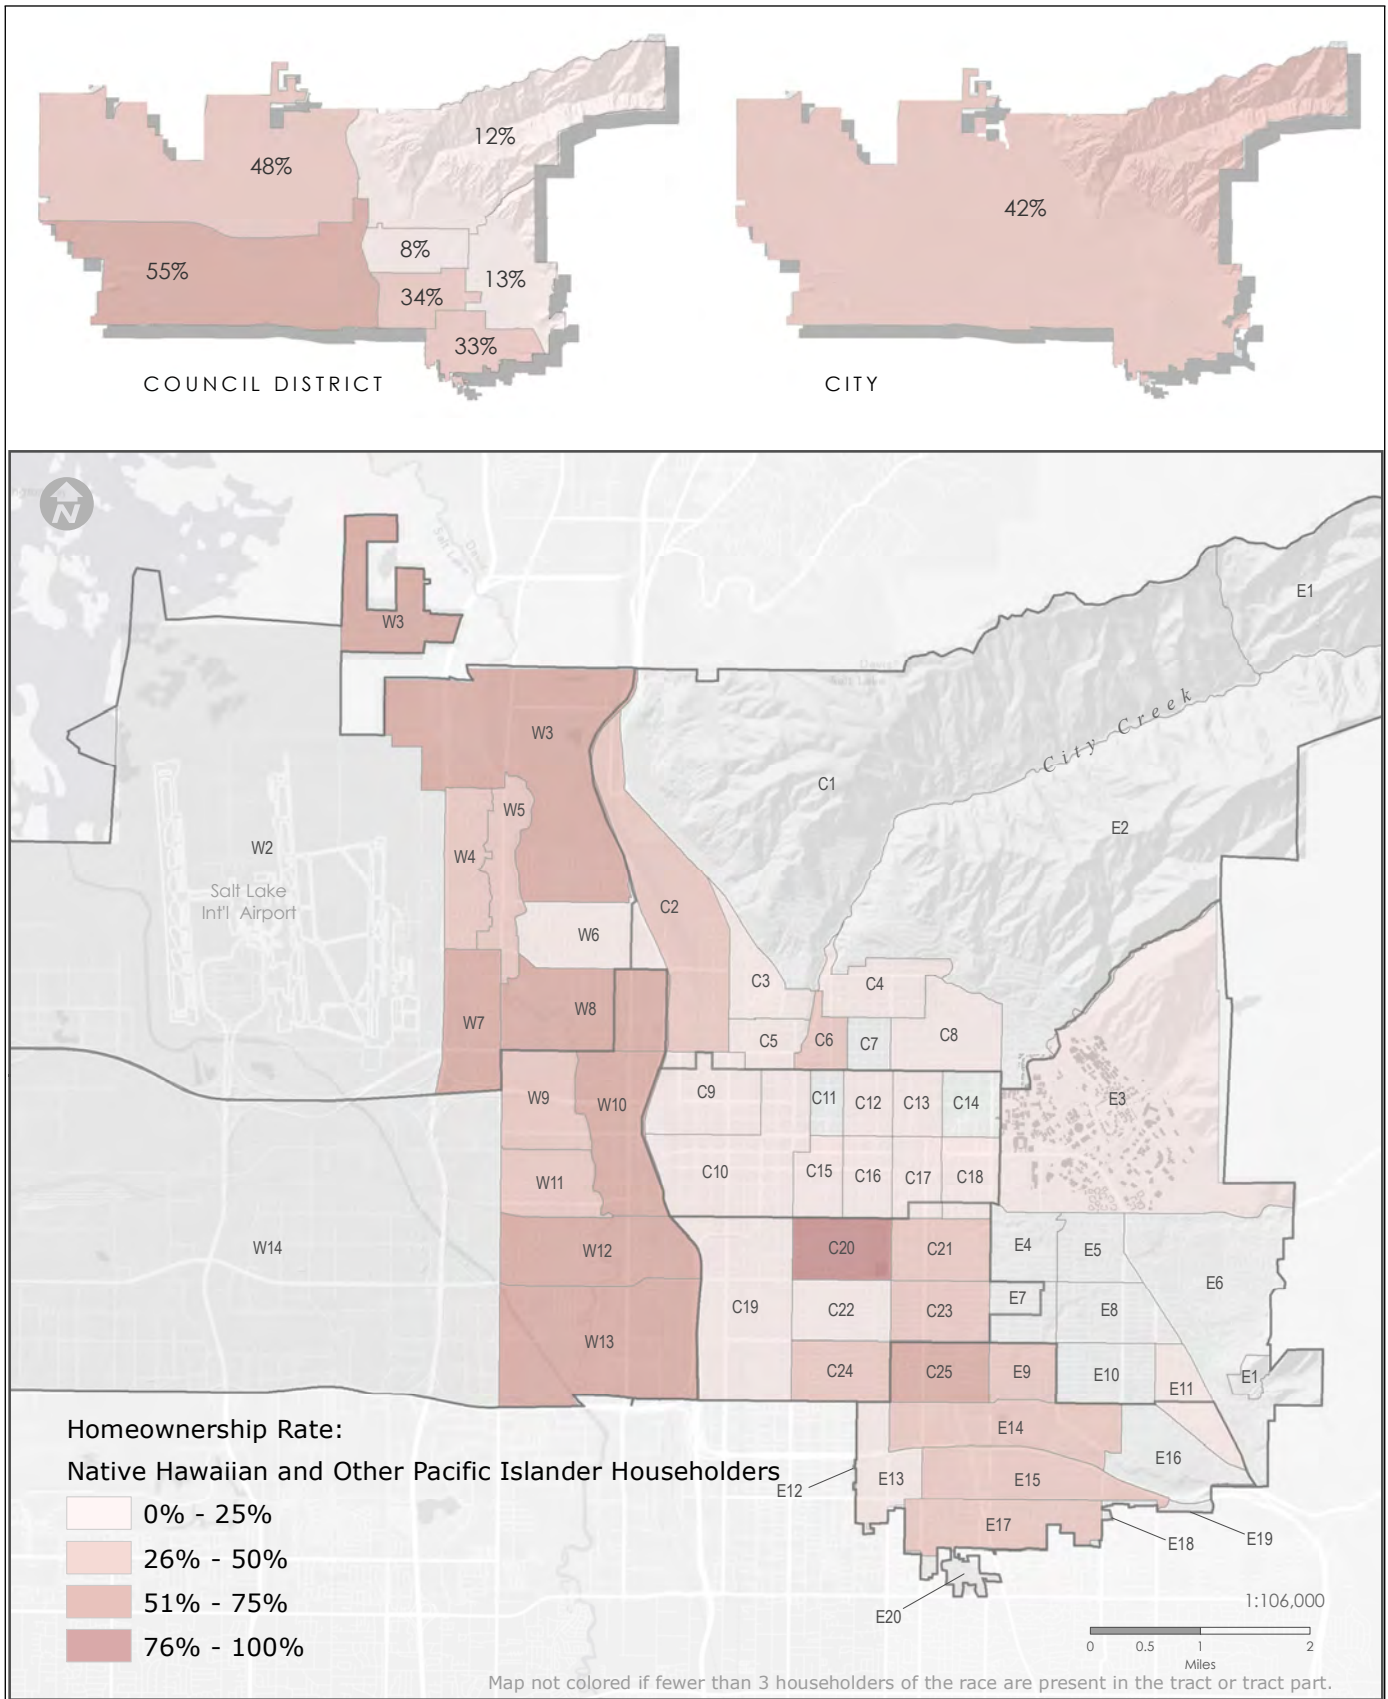 12%
48%
8%
55%
13%
34%
33%
COUNCIL DISTRICT
42%
CITY
N
Davis
Salt Lake
E1
W3
Davis
Salt Lake
City Creek
W3
C1
W5
E2
W2
W4
Salt Lake
Int'l Airport
C2
W6
C3
C4
W8
W7
C5
C6
C7
C8
C9
W9
W10
C11
C12
C13
C14
E3
C10
C15
C16
C17
C18
W11
W14
W12
C20
C21
E4
E5
E6
C19
C22
C23
E7
E8
W13
C24
C25
E9
E10
E11
E1
Homeownership Rate:
Native Hawaiian and Other Pacific Islander Householders
E14
E16
E12
E13
E15
0% - 25%
E17
E18
E19
26% - 50%
51% - 75%
E20
76% - 100%
1:106,000
0 0.5 1 2
Miles
Map not colored if fewer than 3 householders of the race are present in the tract or tract part.